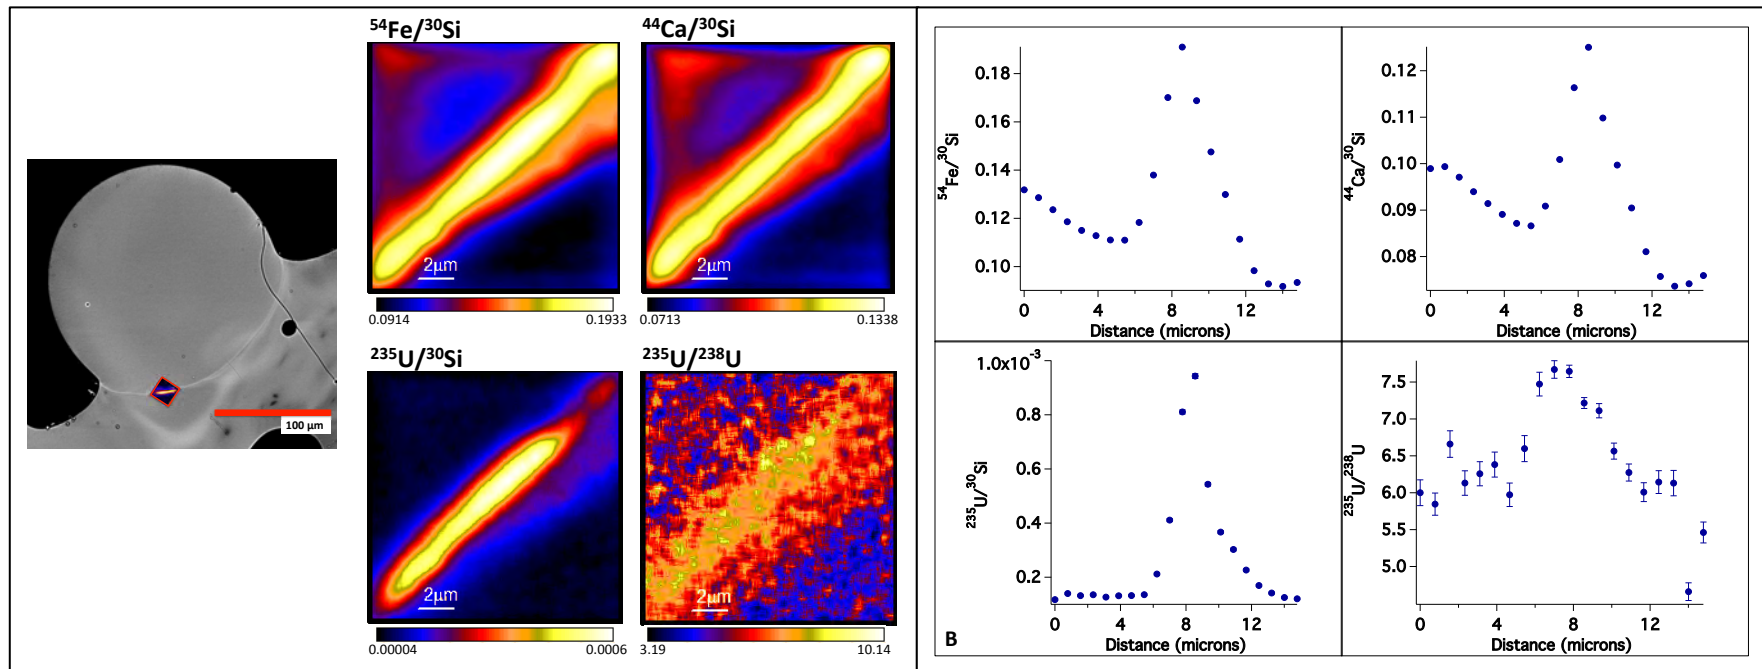 ⁵⁴Fe/³⁰Si
⁴⁴Ca/³⁰Si
2μm
2μm
0.0914
0.1933
0.0713
0.1338
²³⁵U/³⁰Si
²³⁵U/²³⁸U
2μm
2μm
0.00004
0.0006
3.19
10.14
100 μm
⁵⁴Fe/³⁰Si
0.18
0.16
0.14
0.12
0.10
0 4 8 12
Distance (microns)
⁴⁴Ca/³⁰Si
0.12
0.11
0.10
0.09
0.08
0 4 8 12
Distance (microns)
²³⁵U/³⁰Si
1.0x10⁻³
0.8
0.6
0.4
0.2
0 4 8 12
Distance (microns)
B
²³⁵U/²³⁸U
7.5
7.0
6.5
6.0
5.5
5.0
0 4 8 12
Distance (microns)